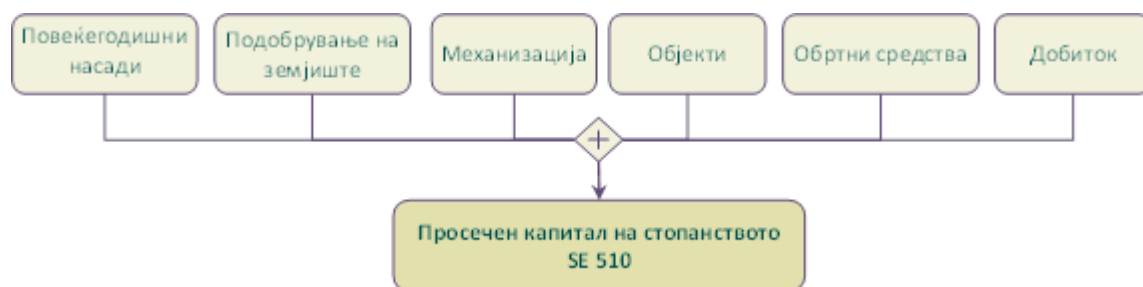 Повеќегодишни
насади
Подобрување на
земјиште
Механизација
Објекти
Обртни средства
Добиток
Просечен капитал на стопанството
SE 510